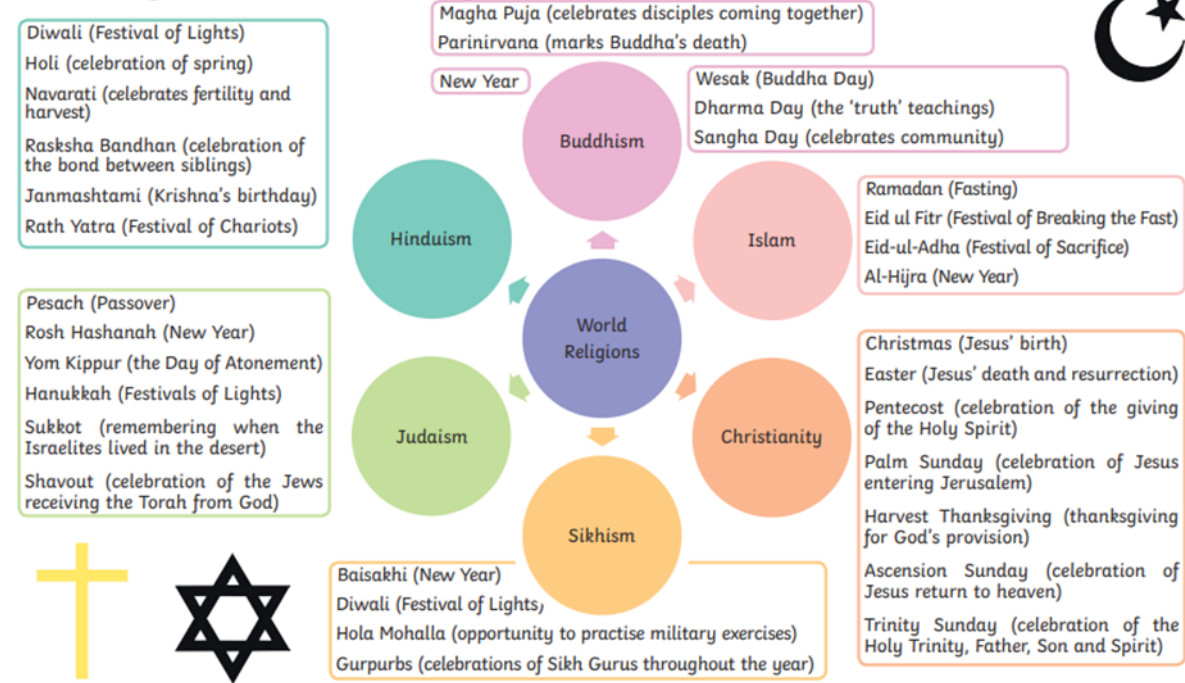 Magha Puja (celebrates disciples coming together)
Parinirvana (marks Buddha's death)
New Year
Wesak (Buddha Day)
Dharma Day (the 'truth' teachings)
Sangha Day (celebrates community)
Buddhism
Diwali (Festival of Lights)
Holi (celebration of spring)
Navarati (celebrates fertility and
harvest)
Rasksha Bandhan (celebration of
the bond between siblings)
Janmashtami (Krishna's birthday)
Rath Yatra (Festival of Chariots)
Hinduism
Islam
Ramadan (Fasting)
Eid ul Fitr (Festival of Breaking the Fast)
Eid-ul-Adha (Festival of Sacrifice)
Al-Hijra (New Year)
World
Religions
Pesach (Passover)
Rosh Hashanah (New Year)
Yom Kippur (the Day of Atonement)
Hanukkah (Festivals of Lights)
Sukkot (remembering when the
Israelites lived in the desert)
Shavout (celebration of the Jews
receiving the Torah from God)
Judaism
Christianity
Christmas (Jesus' birth)
Easter (Jesus' death and resurrection)
Pentecost (celebration of the giving
of the Holy Spirit)
Palm Sunday (celebration of Jesus
entering Jerusalem)
Harvest Thanksgiving (thanksgiving
for God's provision)
Ascension Sunday (celebration of
Jesus return to heaven)
Trinity Sunday (celebration of the
Holy Trinity, Father, Son and Spirit)
Sikhism
Baisakhi (New Year)
Diwali (Festival of Lights)
Hola Mohalla (opportunity to practise military exercises)
Gurpurbs (celebrations of Sikh Gurus throughout the year)